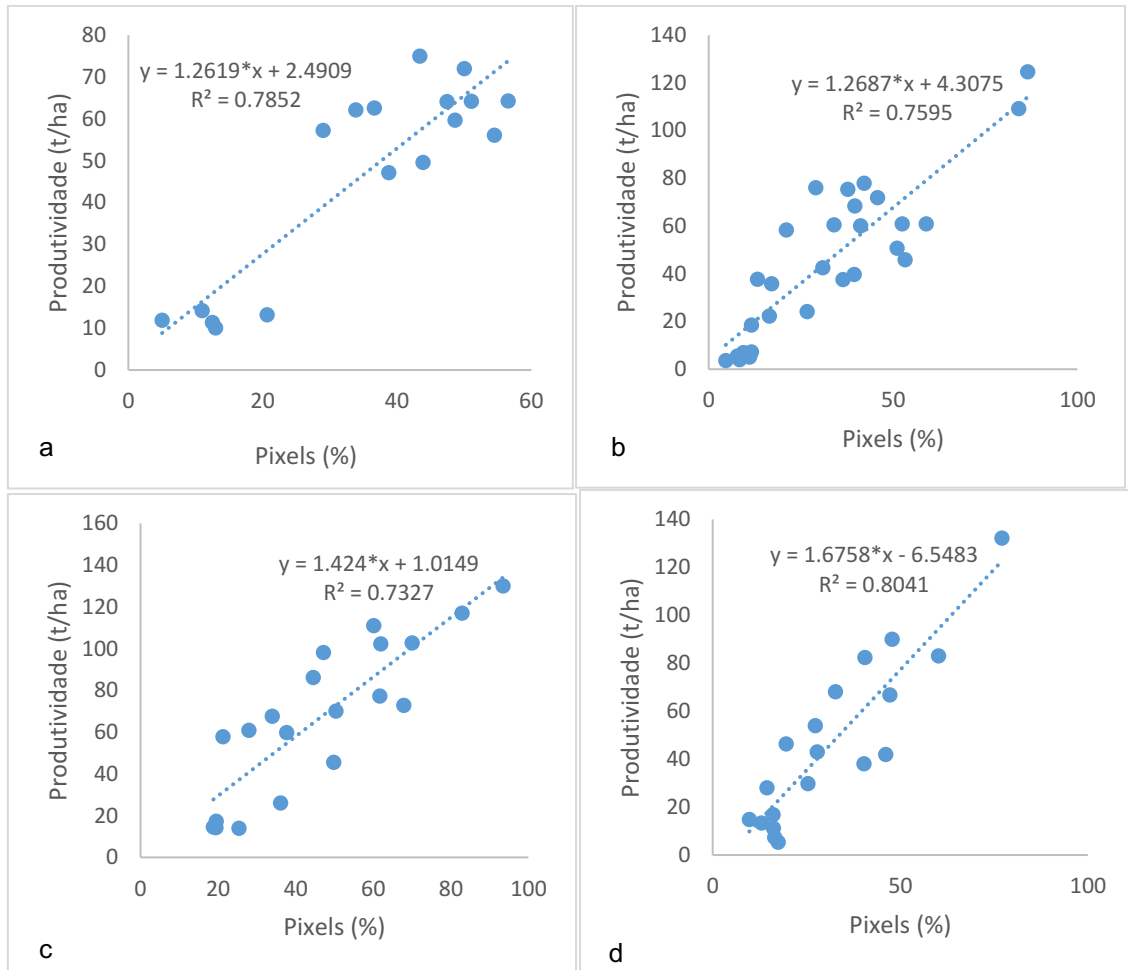 80
70
60
50
40
30
20
10
0
Produtividade (t/ha)
y = 1.2619*x + 2.4909
R² = 0.7852
0 20 40 60
Pixels (%)
a
140
120
100
80
60
40
20
0
Produtividade (t/ha)
y = 1.2687*x + 4.3075
R² = 0.7595
0 50 100
Pixels (%)
b
160
140
120
100
80
60
40
20
0
Produtividade (t/ha)
y = 1.424*x + 1.0149
R² = 0.7327
0 20 40 60 80 100
Pixels (%)
c
140
120
100
80
60
40
20
0
Produtividade (t/ha)
y = 1.6758*x - 6.5483
R² = 0.8041
0 50 100
Pixels (%)
d